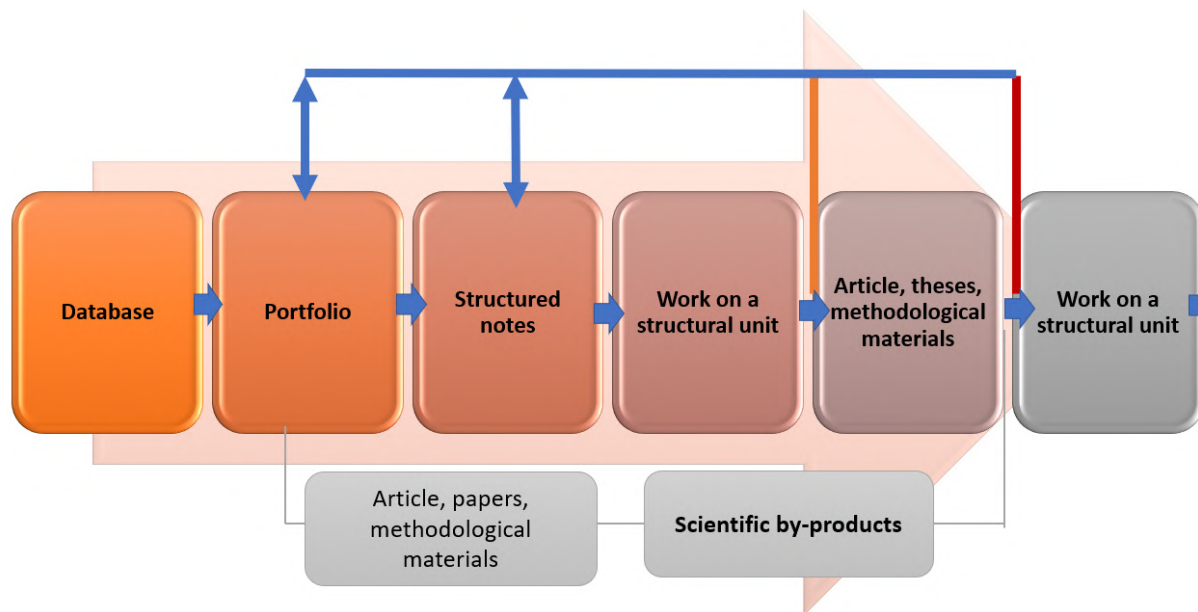 Database
Portfolio
Structured
notes
Work on a
structural unit
Article, theses,
methodological
materials
Work on a
structural unit
Article, papers,
methodological
materials
Scientific by-products